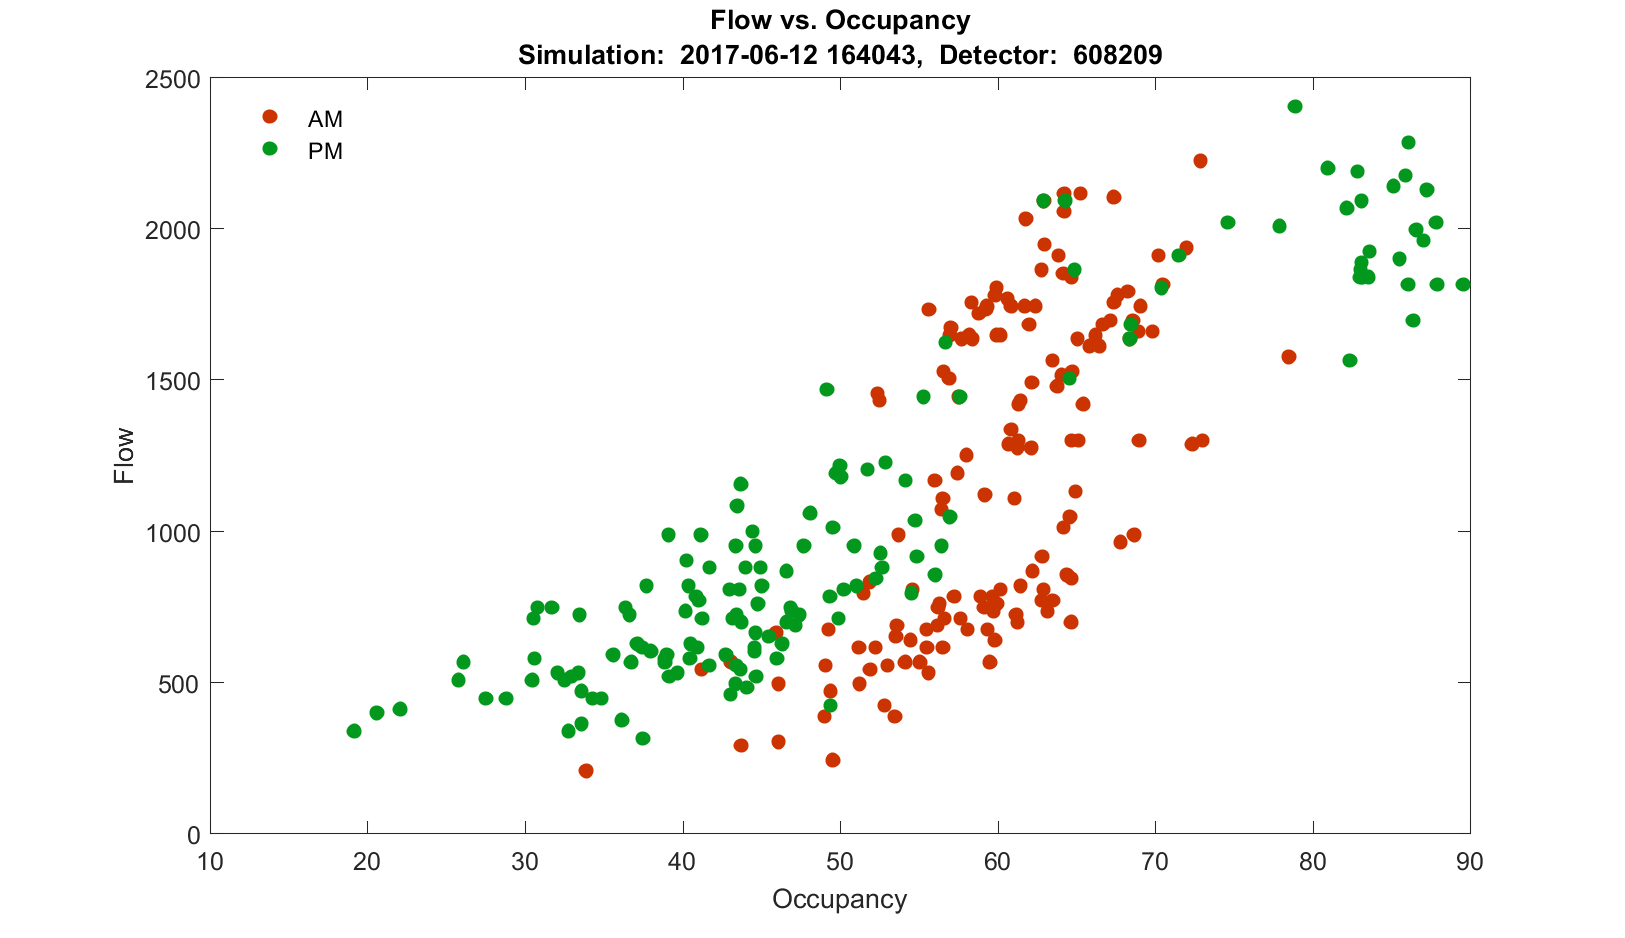 Flow vs. Occupancy
Simulation:  2017-06-12 164043,  Detector:  608209
2500
2000
1500
1000
500
0
Flow
AM
PM
10 20 30 40 50 60 70 80 90
Occupancy